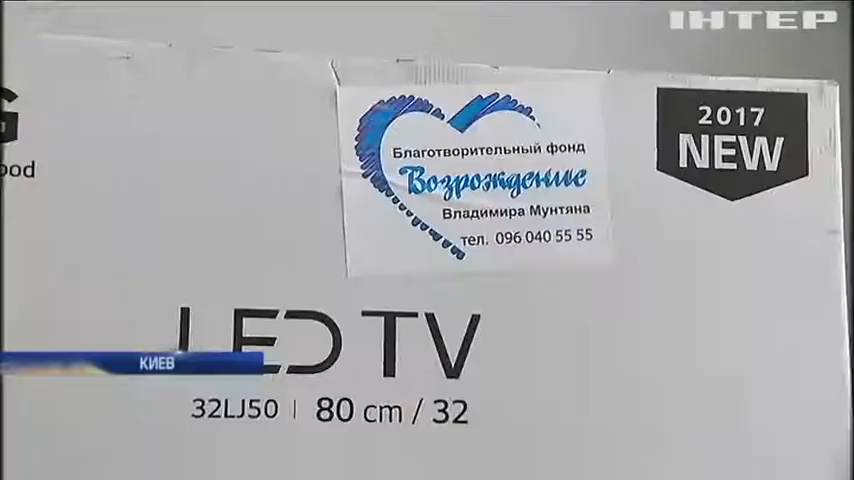 ІНТЕР
G
ood
2017
NEW
Благотворительный фонд
Возрождение
Владимира Мунтяна
тел. 096 040 55 55
LED TV
КИЕВ
32LJ50 | 80 cm / 32